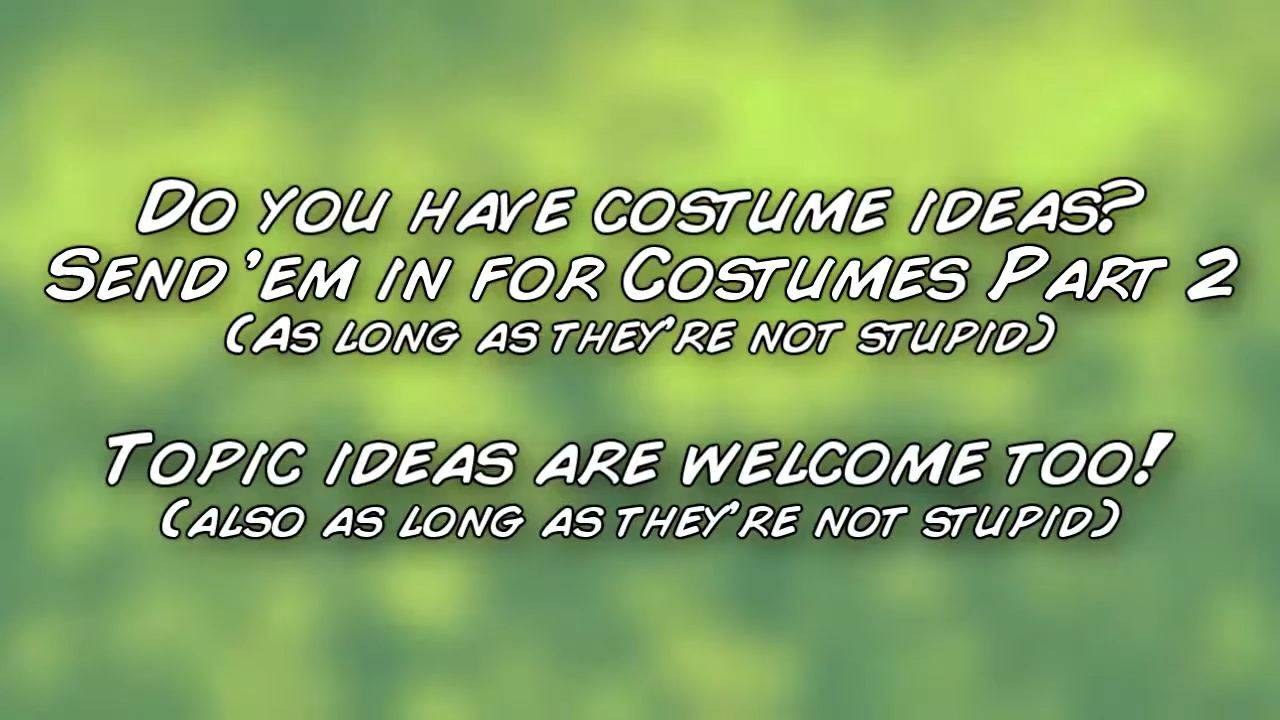 Do you have costume ideas?
Send 'em in for Costumes Part 2
(As long as they're not stupid)
Topic ideas are welcome too!
(also as long as they're not stupid)